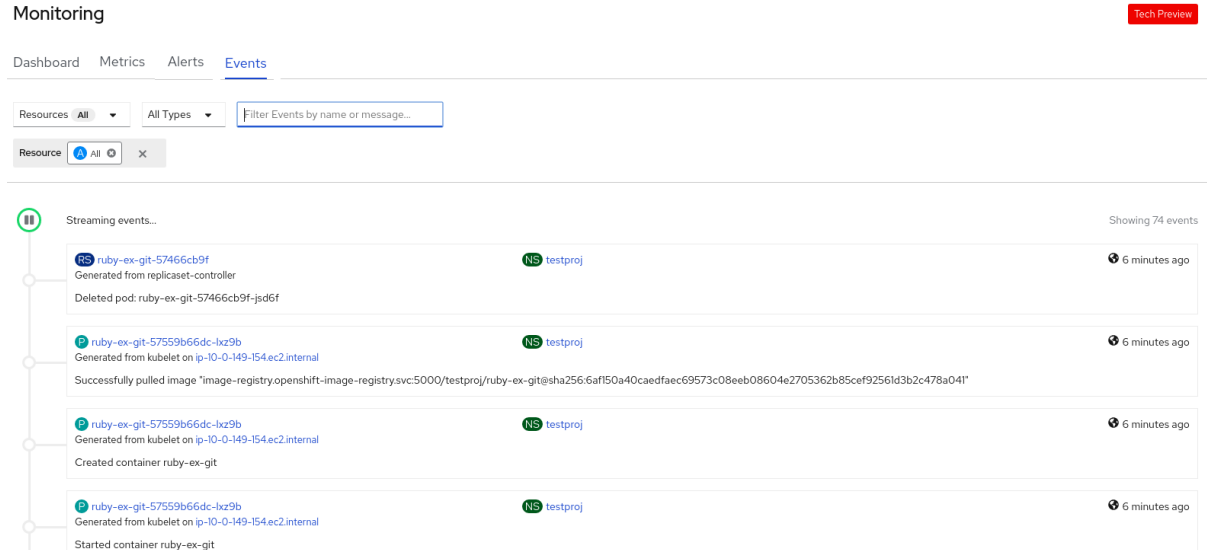 Monitoring
Tech Preview
Dashboard Metrics Alerts Events
Resources All All Types Filter Events by name or message...
Resource A All
Streaming events...
Showing 74 events
RS ruby-ex-git-57466cb9f NS testproj 6 minutes ago
Generated from replicaset-controller
Deleted pod: ruby-ex-git-57466cb9f-jsd6f
P ruby-ex-git-57559b66dc-lxz9b NS testproj 6 minutes ago
Generated from kubelet on ip-10-0-149-154.ec2.internal
Successfully pulled image "image-registry.openshift-image-registry.svc:5000/testproj/ruby-ex-git@sha256:6af150a40caedfaec69573c08eeb08604e2705362b85cef92561d3b2c478a041"
P ruby-ex-git-57559b66dc-lxz9b NS testproj 6 minutes ago
Generated from kubelet on ip-10-0-149-154.ec2.internal
Created container ruby-ex-git
P ruby-ex-git-57559b66dc-lxz9b NS testproj 6 minutes ago
Generated from kubelet on ip-10-0-149-154.ec2.internal
Started container ruby-ex-git